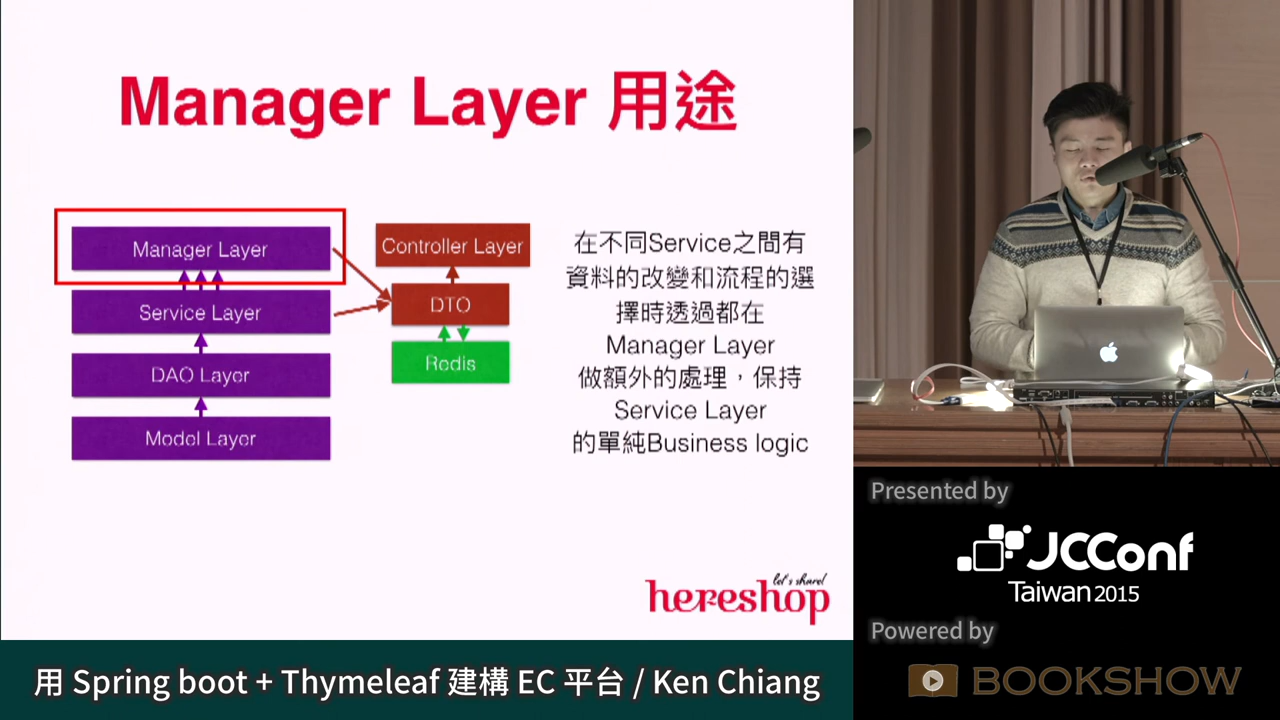 Manager Layer 用途
Manager Layer
Service Layer
DAO Layer
Model Layer
Controller Layer
DTO
Redis
在不同Service之間有
資料的改變和流程的選
擇時透過都在
Manager Layer
做額外的處理，保持
Service Layer
的單純Business logic
let's share!
hereshop
用 Spring boot + Thymeleaf 建構 EC 平台 / Ken Chiang
Presented by
JCConf
Taiwan 2015
Powered by
BOOKSHOW